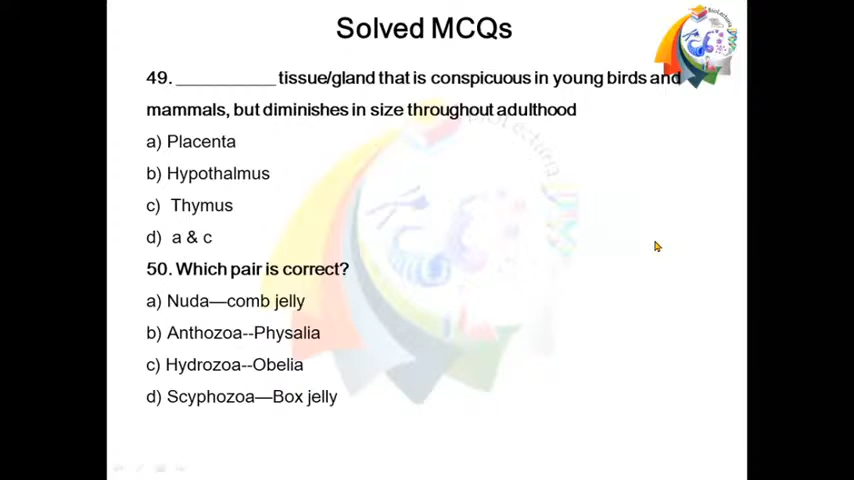 Solved MCQs
BioLecturia
49. __________ tissue/gland that is conspicuous in young birds and
mammals, but diminishes in size throughout adulthood
a) Placenta
b) Hypothalmus
c) Thymus
d) a & c
50. Which pair is correct?
a) Nuda—comb jelly
b) Anthozoa--Physalia
c) Hydrozoa--Obelia
d) Scyphozoa—Box jelly